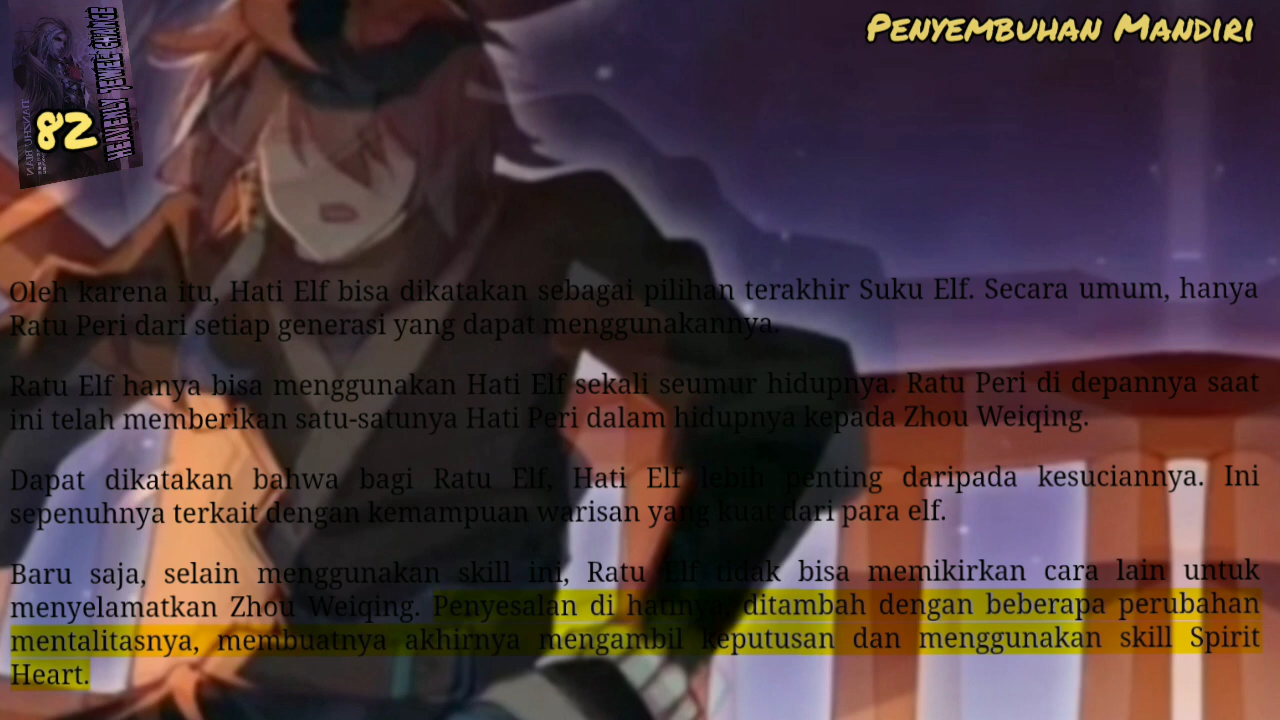 Penyembuhan Mandiri
HEAVENLY JEWEL CHANGE
82
Oleh karena itu, Hati Elf bisa dikatakan sebagai pilihan terakhir Suku Elf. Secara umum, hanya
Ratu Peri dari setiap generasi yang dapat menggunakannya.
Ratu Elf hanya bisa menggunakan Hati Elf sekali seumur hidupnya. Ratu Peri di depannya saat
ini telah memberikan satu-satunya Hati Peri dalam hidupnya kepada Zhou Weiqing.
Dapat dikatakan bahwa bagi Ratu Elf, Hati Elf lebih penting daripada kesuciannya. Ini
sepenuhnya terkait dengan kemampuan warisan yang kuat dari para elf.
Baru saja, selain menggunakan skill ini, Ratu Elf tidak bisa memikirkan cara lain untuk
menyelamatkan Zhou Weiqing. Penyesalan di hatinya, ditambah dengan beberapa perubahan
mentalitasnya, membuatnya akhirnya mengambil keputusan dan menggunakan skill Spirit
Heart.